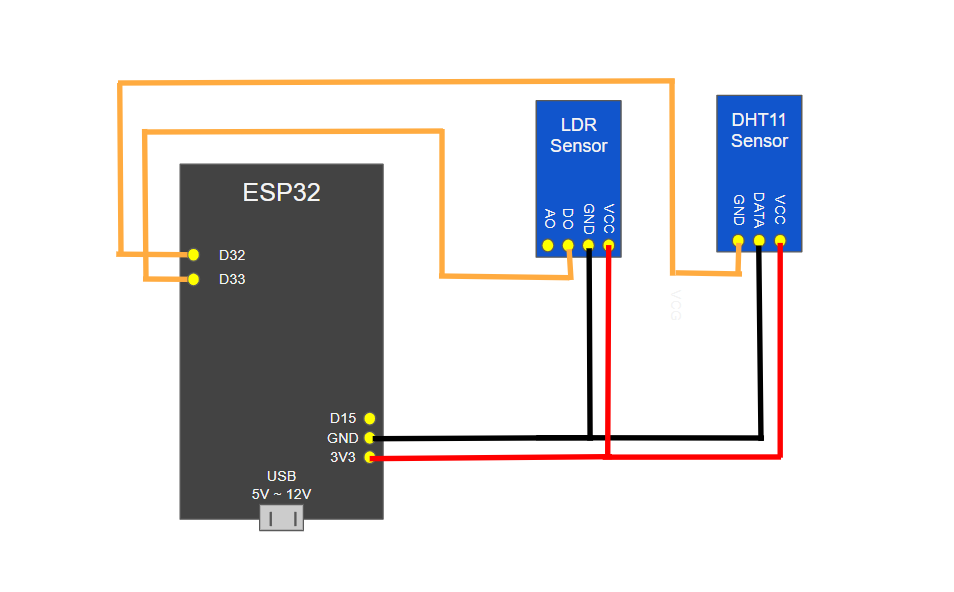 ESP32
D32
D33
D15
GND
3V3
USB
5V ~ 12V
LDR
Sensor
AO
DO
GND
VCC
DHT11
Sensor
GND
DATA
VCC
VCG